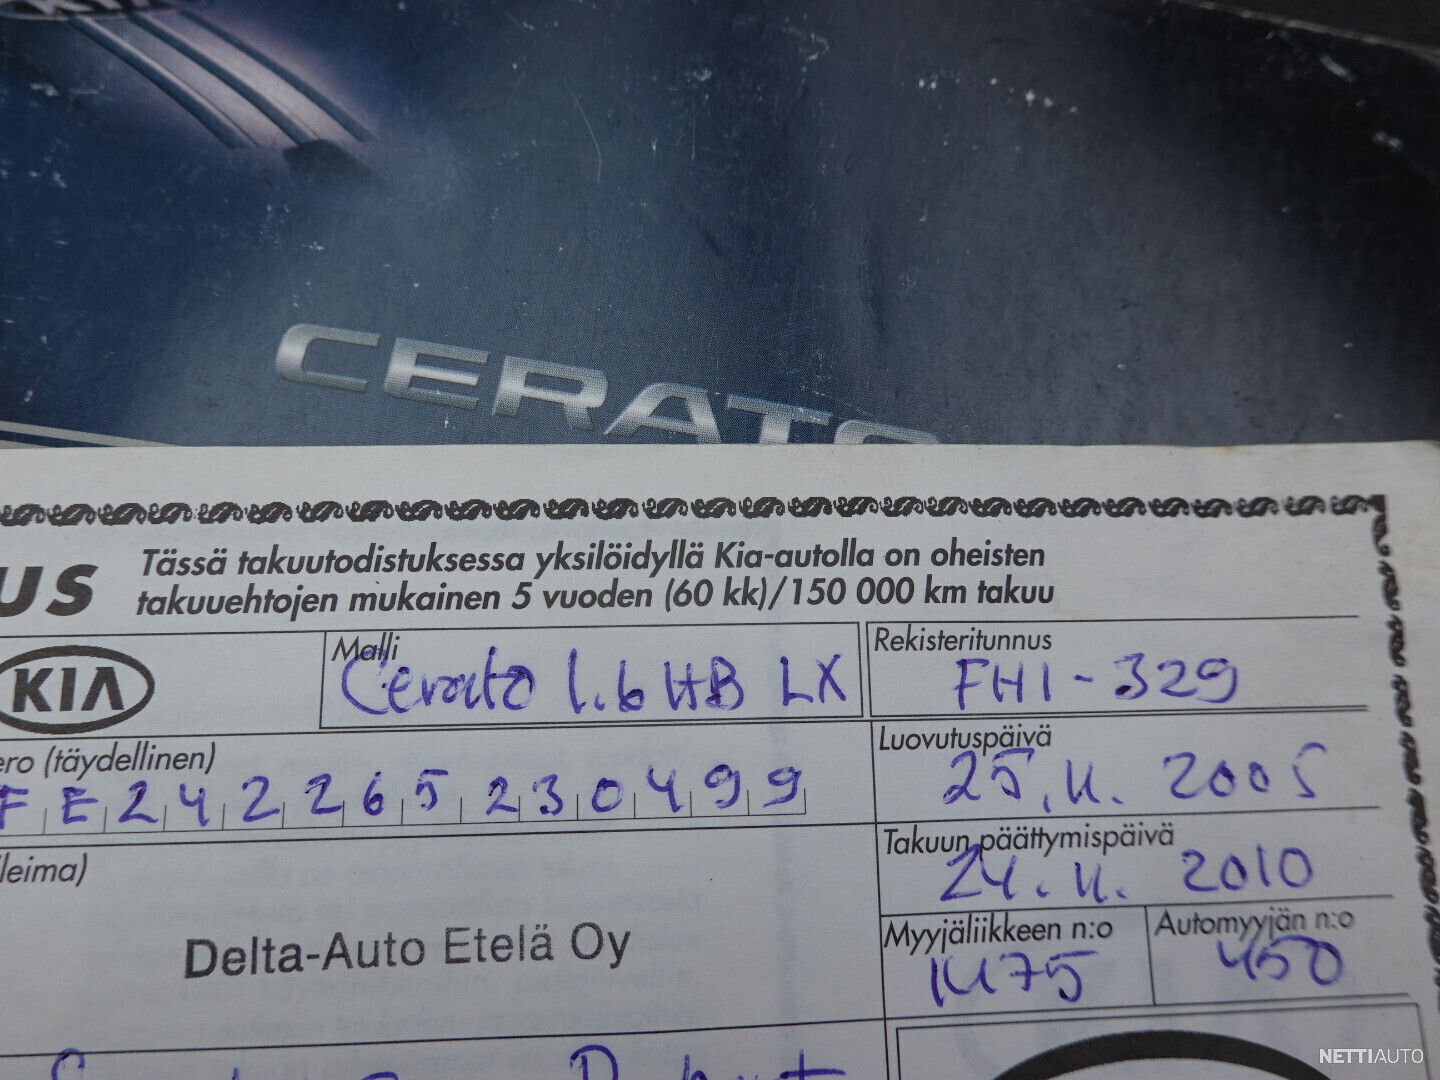 CERATO
US
Tässä takuutodistuksessa yksilöidyllä Kia-autolla on oheisten
takuuehtojen mukainen 5 vuoden (60 kk)/150 000 km takuu
KIA
Malli
Cerato 1.6 HB LX
Rekisteritunnus
FHI-329
ero (täydellinen)
FE242265230499
Luovutuspäivä
25.11.2005
Takuun päättymispäivä
24.11.2010
leima)
Delta-Auto Etelä Oy
Myyjäliikkeen n:o
1475
Automyyjän n:o
450
NETTIAUTO